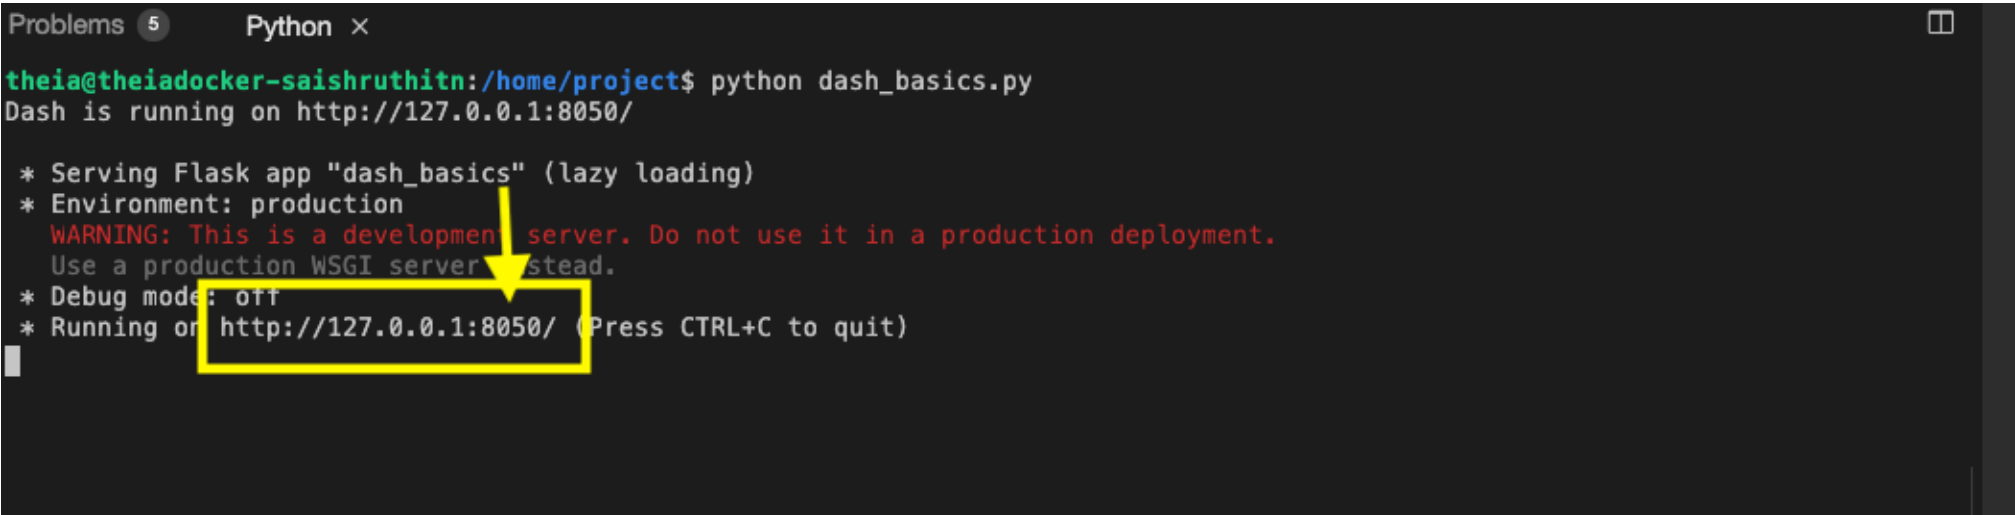 Problems 5 Python ×
theia@theiadocker-saishruthitn:/home/project$ python dash_basics.py
Dash is running on http://127.0.0.1:8050/
* Serving Flask app "dash_basics" (lazy loading)
* Environment: production
WARNING: This is a development server. Do not use it in a production deployment.
Use a production WSGI server instead.
* Debug mode: off
* Running on http://127.0.0.1:8050/ (Press CTRL+C to quit)